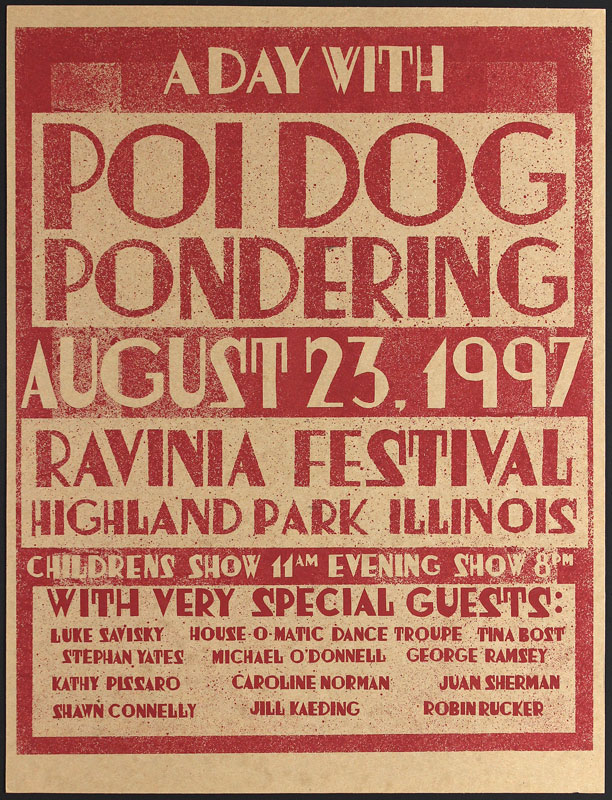 A DAY WITH
POI DOG
PONDERING
AUGUST 23, 1997
RAVINIA FESTIVAL
HIGHLAND PARK ILLINOIS
CHILDRENS SHOW 11AM EVENING SHOW 8PM
WITH VERY SPECIAL GUESTS:
LUKE SAVISKY HOUSE-O-MATIC DANCE TROUPE TINA BOST
STEPHAN YATES MICHAEL O'DONNELL GEORGE RAMSEY
KATHY PISSARO CAROLINE NORMAN JUAN SHERMAN
SHAWN CONNELLY JILL KAEDING ROBIN RUCKER